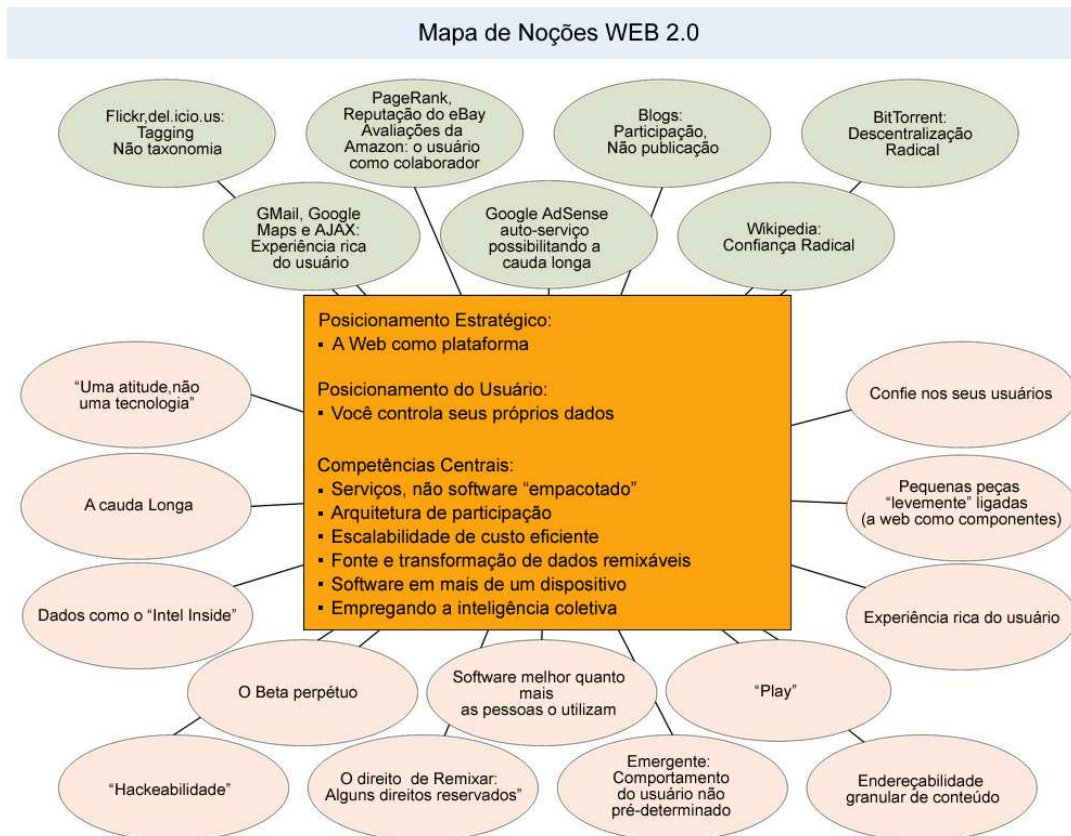 Mapa de Noções WEB 2.0
Flickr,del.icio.us:
Tagging
Não taxonomia
PageRank,
Reputação do eBay
Avaliações da
Amazon: o usuário
como colaborador
Blogs:
Participação,
Não publicação
BitTorrent:
Descentralização
Radical
GMail, Google
Maps e AJAX:
Experiência rica
do usuário
Google AdSense
auto-serviço
possibilitando a
cauda longa
Wikipedia:
Confiança Radical
Posicionamento Estratégico:
▪ A Web como plataforma
Posicionamento do Usuário:
▪ Você controla seus próprios dados
Competências Centrais:
▪ Serviços, não software “empacotado”
▪ Arquitetura de participação
▪ Escalabilidade de custo eficiente
▪ Fonte e transformação de dados remixáveis
▪ Software em mais de um dispositivo
▪ Empregando a inteligência coletiva
“Uma atitude,não
uma tecnologia”
A cauda Longa
Dados como o “Intel Inside”
Confie nos seus usuários
Pequenas peças
“levemente” ligadas
(a web como componentes)
Experiência rica do usuário
O Beta perpétuo
Software melhor quanto
mais
as pessoas o utilizam
“Play”
“Hackeabilidade”
O direito de Remixar:
Alguns direitos reservados”
Emergente:
Comportamento
do usuário não
pré-determinado
Endereçabilidade
granular de conteúdo